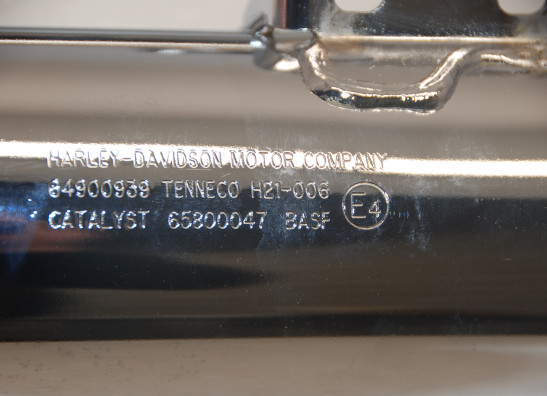 HARLEY-DAVIDSON MOTOR COMPANY
64900939 TENNECO H21-006
CATALYST 65800047 BASF E4